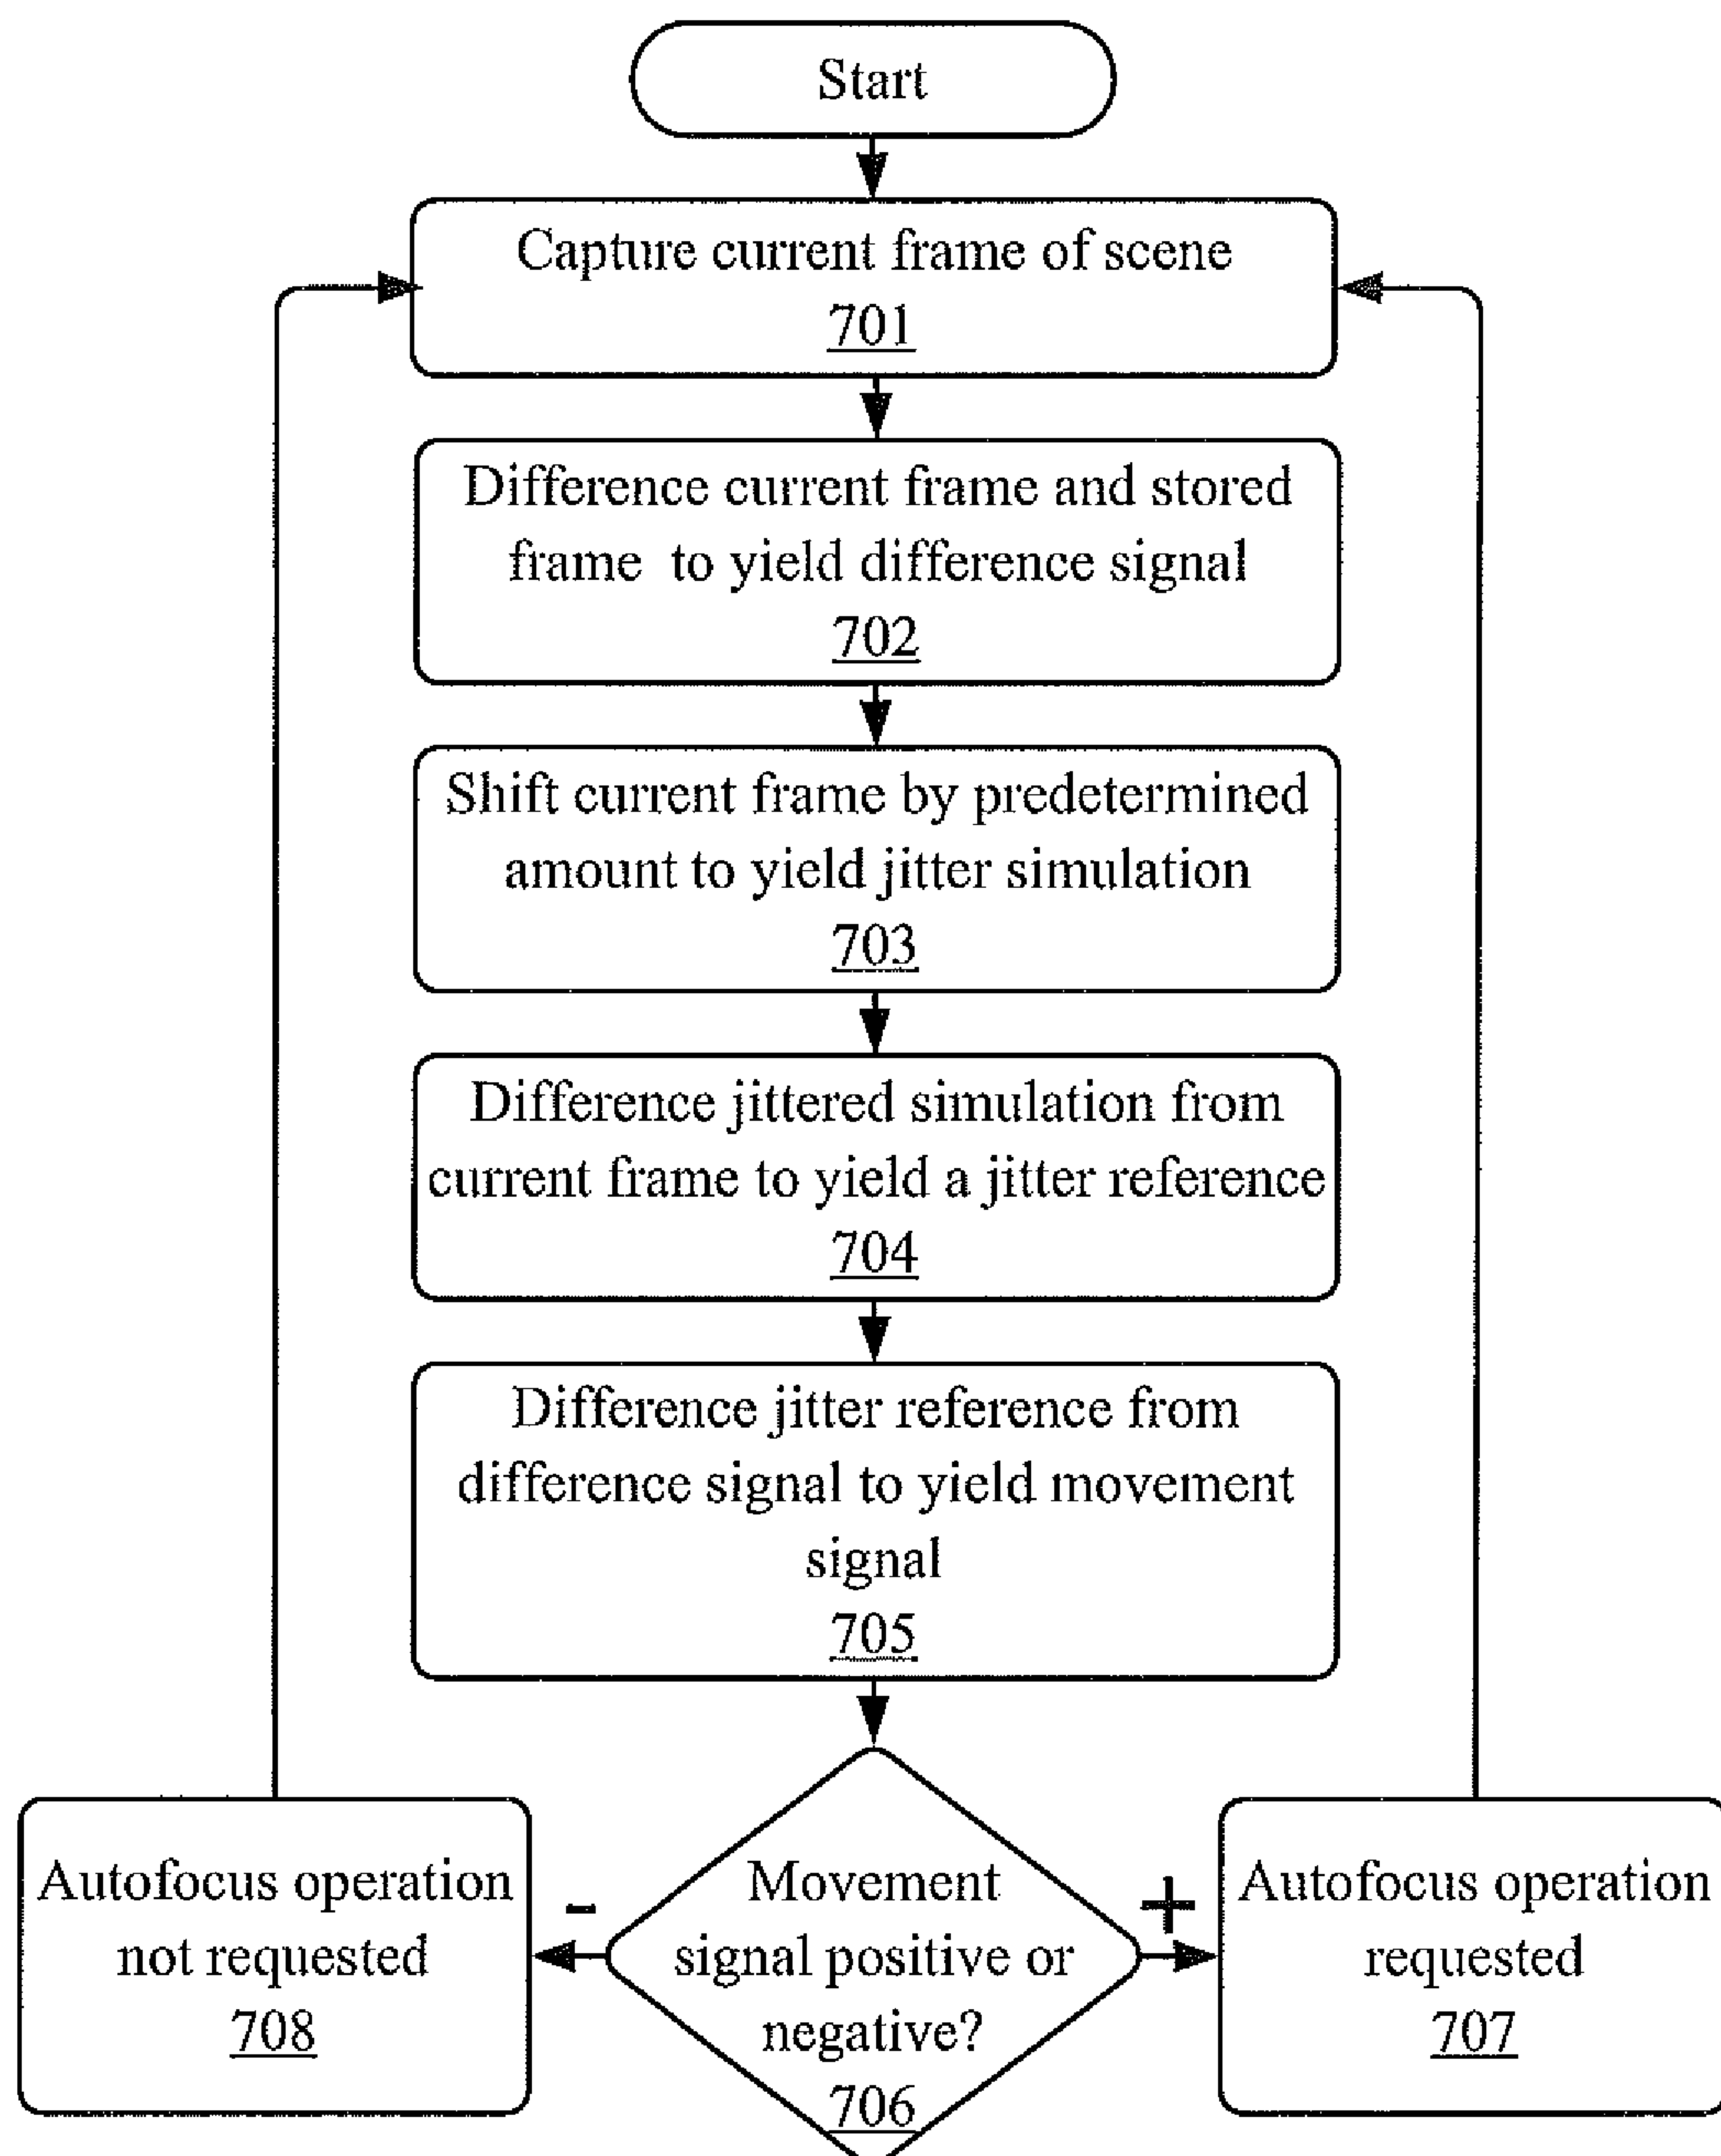 Start
Capture current frame of scene
701
Difference current frame and stored
frame to yield difference signal
702
Shift current frame by predetermined
amount to yield jitter simulation
703
Difference jittered simulation from
current frame to yield a jitter reference
704
Difference jitter reference from
difference signal to yield movement
signal
705
Movement
signal positive or
negative?
706
-
+
Autofocus operation
not requested
708
Autofocus operation
requested
707